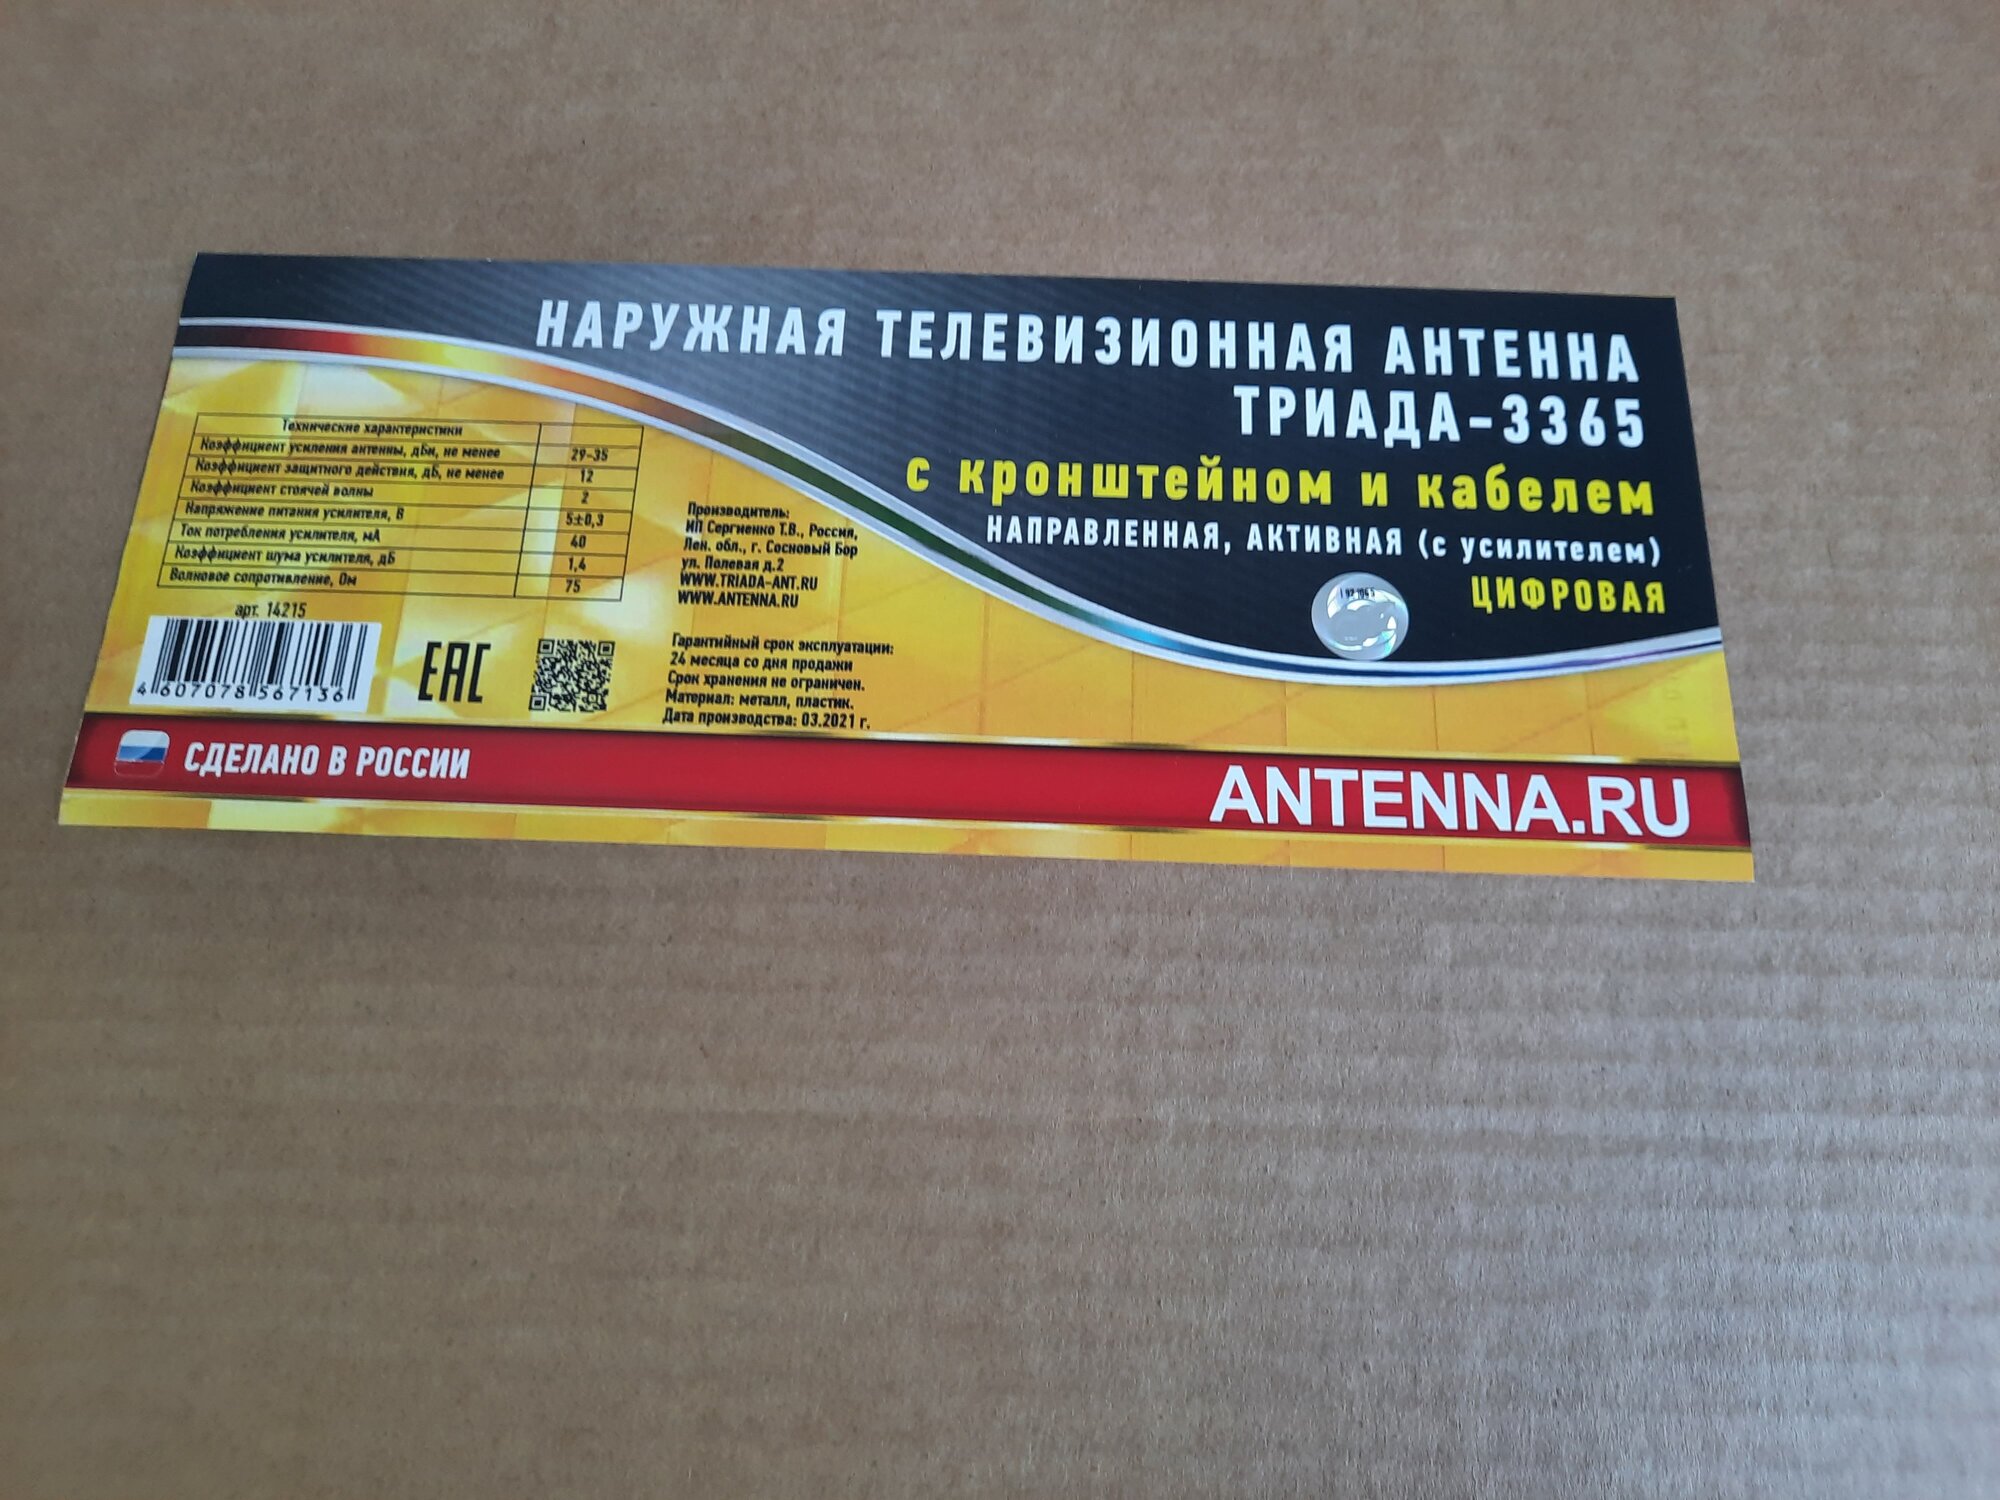 НАРУЖНАЯ ТЕЛЕВИЗИОННАЯ АНТЕННА
ТРИАДА-3365
с кронштейном и кабелем
НАПРАВЛЕННАЯ, АКТИВНАЯ (с усилителем)
ЦИФРОВАЯ
Технические характеристики
Коэффициент усиления антенны, дБи, не менее 29-35
Коэффициент защитного действия, дБ, не менее 12
Коэффициент стоячей волны 2
Напряжение питания усилителя, В 5±0,3
Ток потребления усилителя, мА 40
Коэффициент шума усилителя, дБ 1,4
Волновое сопротивление, Ом 75
арт. 14215
4 607078 567136
EAC
Производитель:
ИП Сергиенко Т.В., Россия,
Лен. обл., г. Сосновый Бор
ул. Полевая д.2
WWW.TRIADA-ANT.RU
WWW.ANTENNA.RU
Гарантийный срок эксплуатации:
24 месяца со дня продажи
Срок хранения не ограничен.
Материал: металл, пластик.
Дата производства: 03.2021 г.
СДЕЛАНО В РОССИИ
ANTENNA.RU